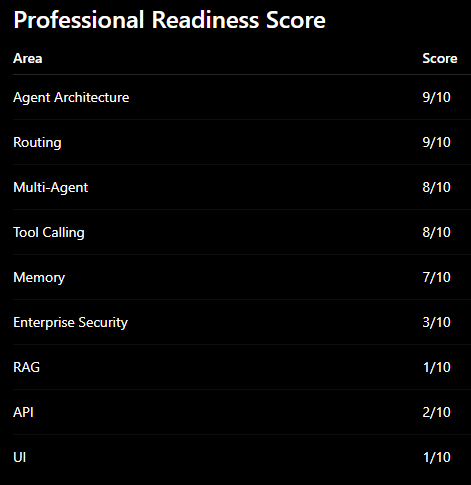 Professional Readiness Score
Area Score
Agent Architecture 9/10
Routing 9/10
Multi-Agent 8/10
Tool Calling 8/10
Memory 7/10
Enterprise Security 3/10
RAG 1/10
API 2/10
UI 1/10